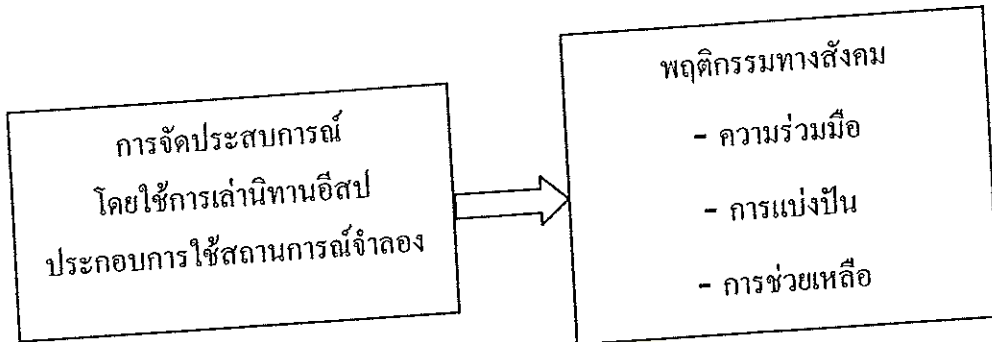 การจัดประสบการณ์
โดยใช้การเล่านิทานอีสป
ประกอบการใช้สถานการณ์จำลอง
พฤติกรรมทางสังคม
- ความร่วมมือ
- การแบ่งปัน
- การช่วยเหลือ